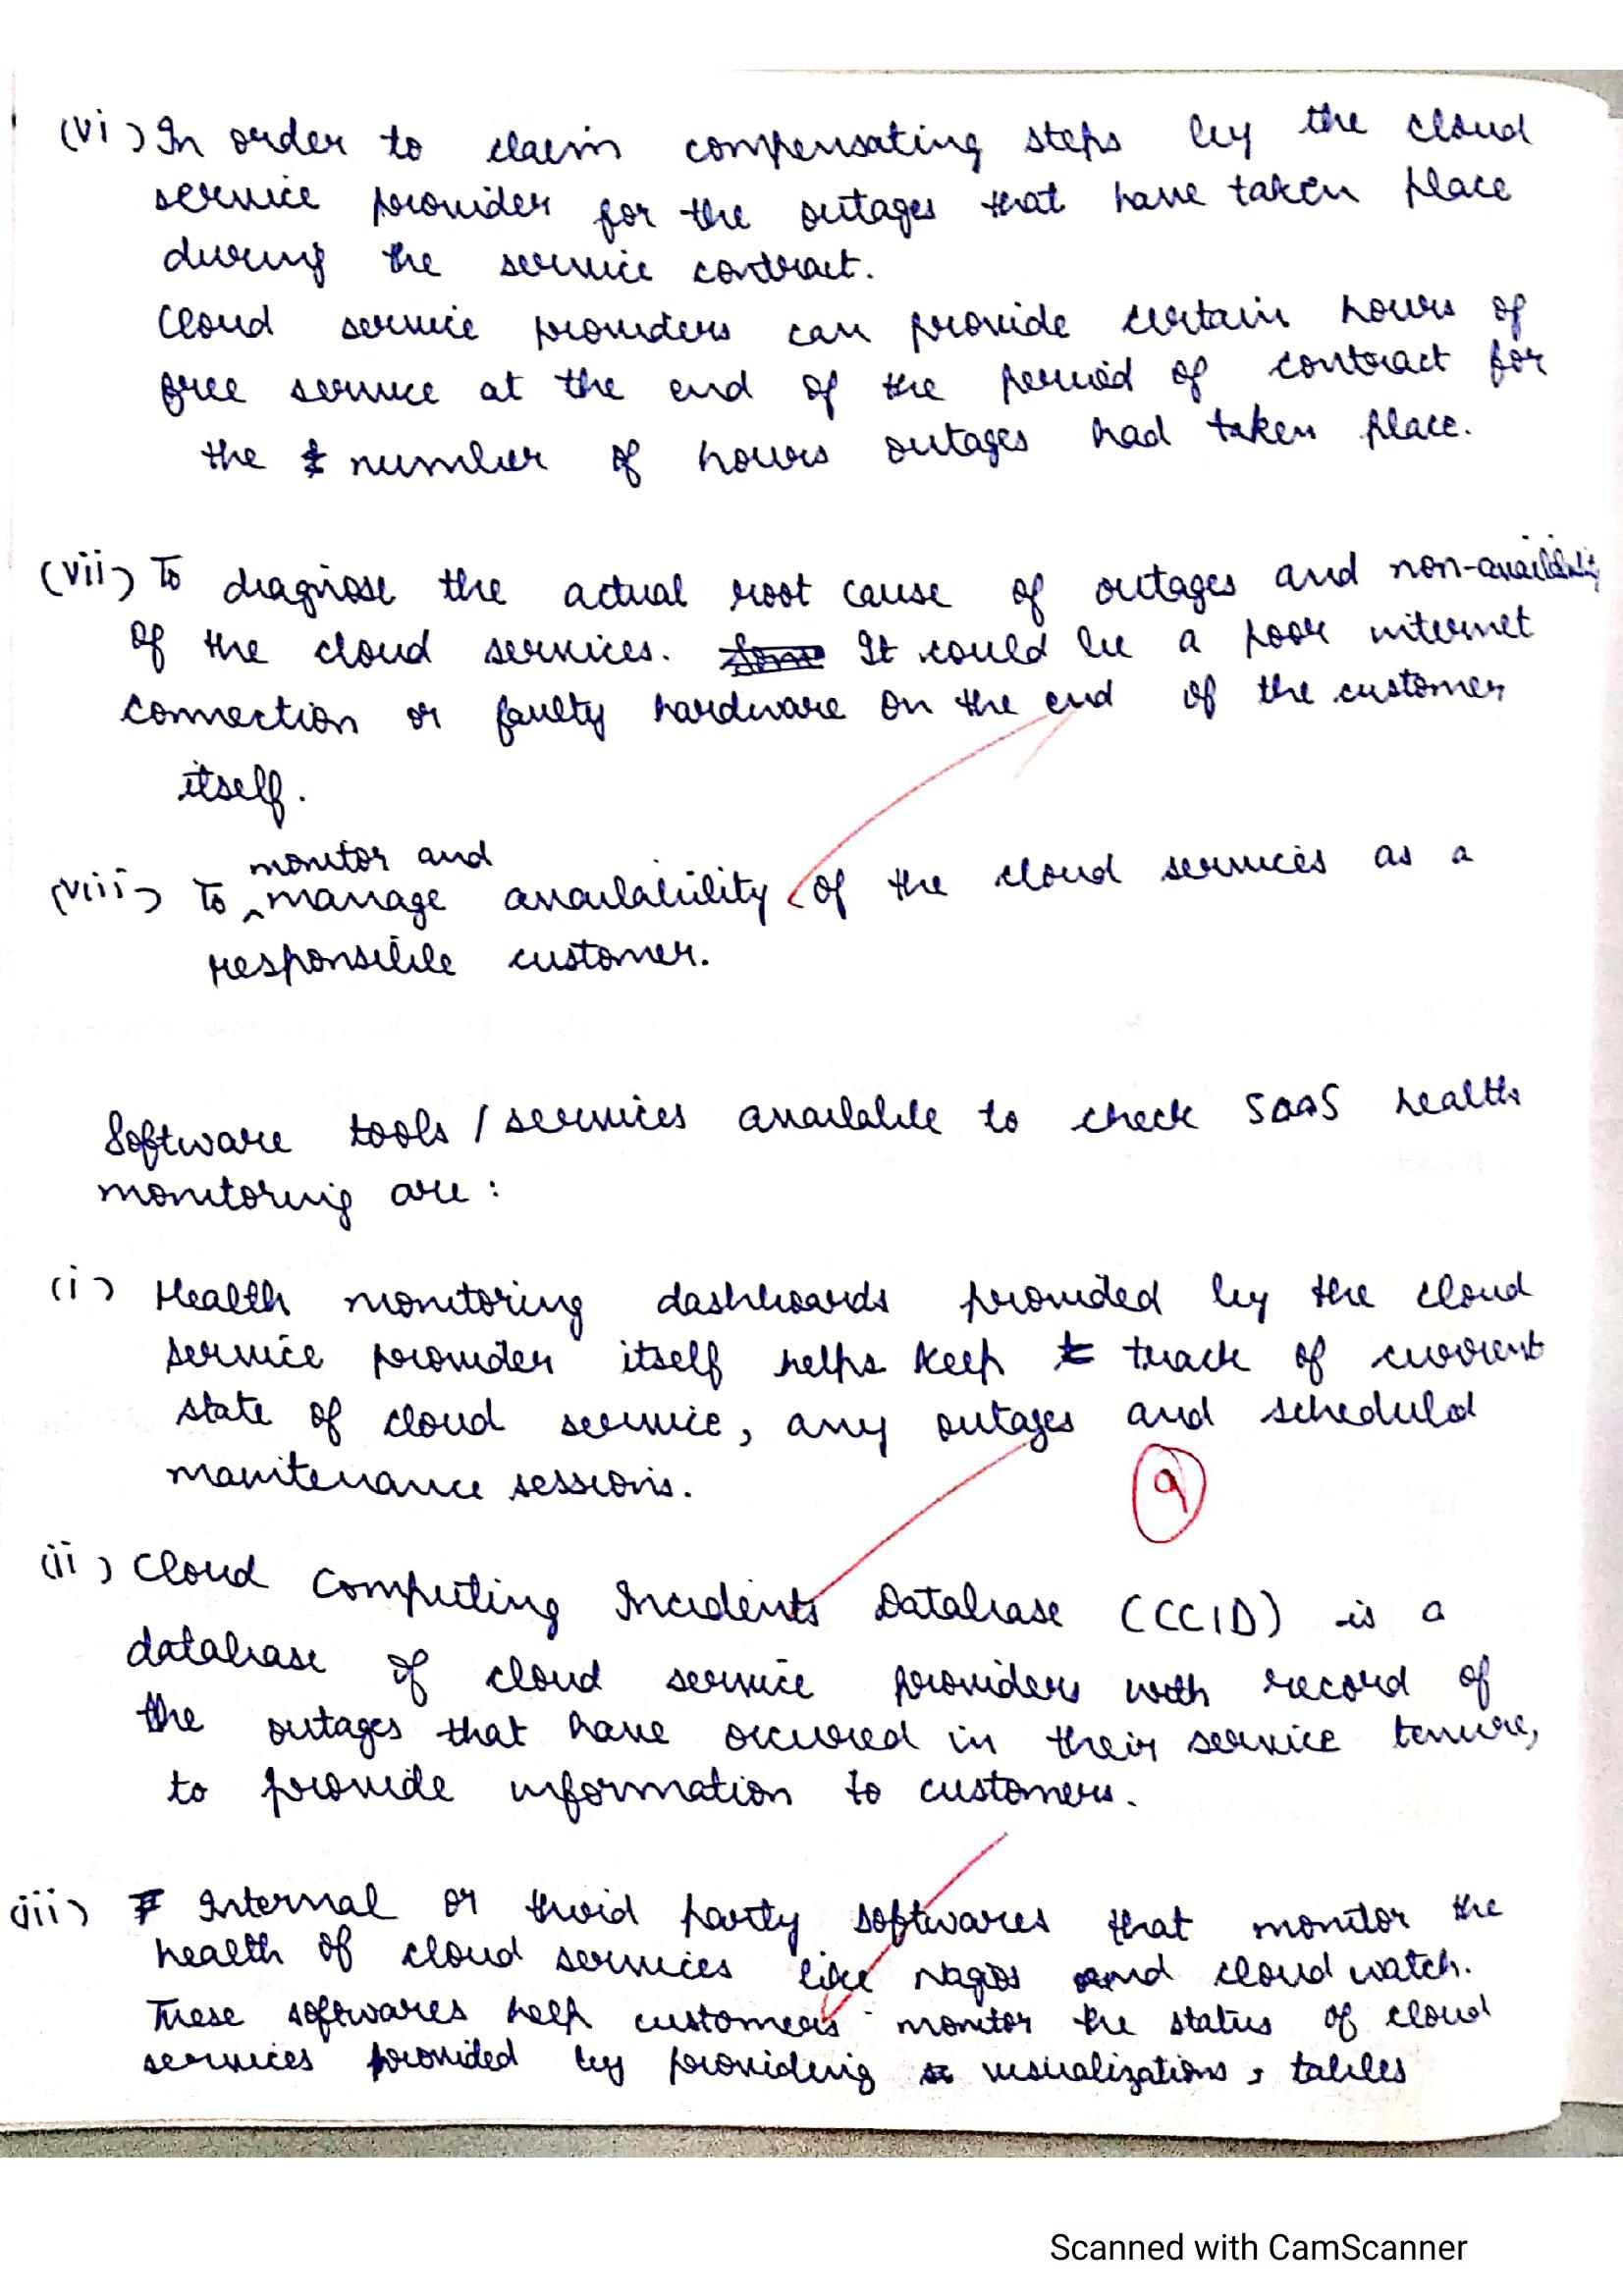 (vi) In order to claim compensating steps by the cloud
service provider for the outages that have taken place
during the service contract.
Cloud service providers can provide certain hours of
free service at the end of the period of contract for
the number of hours outages had taken place.
(vii) To diagnose the actual root cause of outages and non-availability
of the cloud services. It could be a poor internet
connection or faulty hardware on the end of the customer
itself.
monitor and
(viii) To ^ manage availability of the cloud services as a
responsible customer.
Software tools / services available to check SaaS health
monitoring are :
(i) Health monitoring dashboards provided by the cloud
service provider itself helps keep track of current
state of cloud service, any outages and scheduled
maintenance sessions.
9
(ii) Cloud Computing Incidents Database (CCID) is a
database of cloud service providers with record of
the outages that have occured in their service tenure,
to provide information to customers.
(iii) Internal or third party softwares that monitor the
health of cloud services like Nagios and cloud watch.
These softwares help customers monitor the status of cloud
services provided by providing visualizations, tables
Scanned with CamScanner